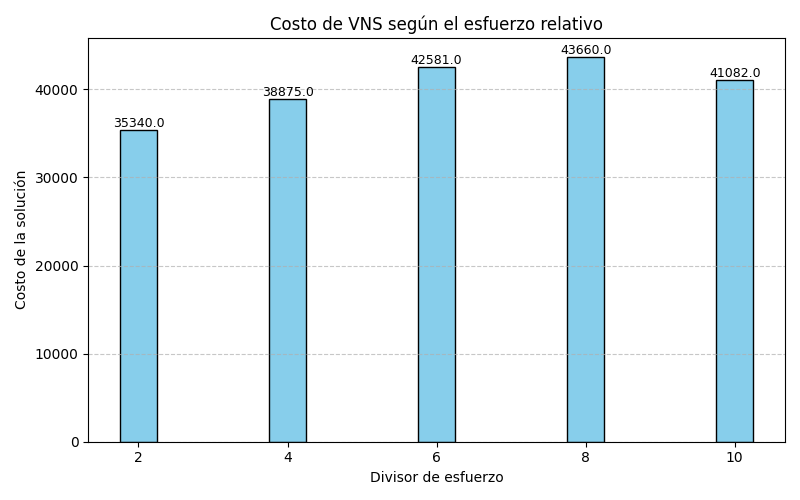 Costo de VNS según el esfuerzo relativo
Costo de la solución
40000
30000
20000
10000
0
35340.0
38875.0
42581.0
43660.0
41082.0
2 4 6 8 10
Divisor de esfuerzo